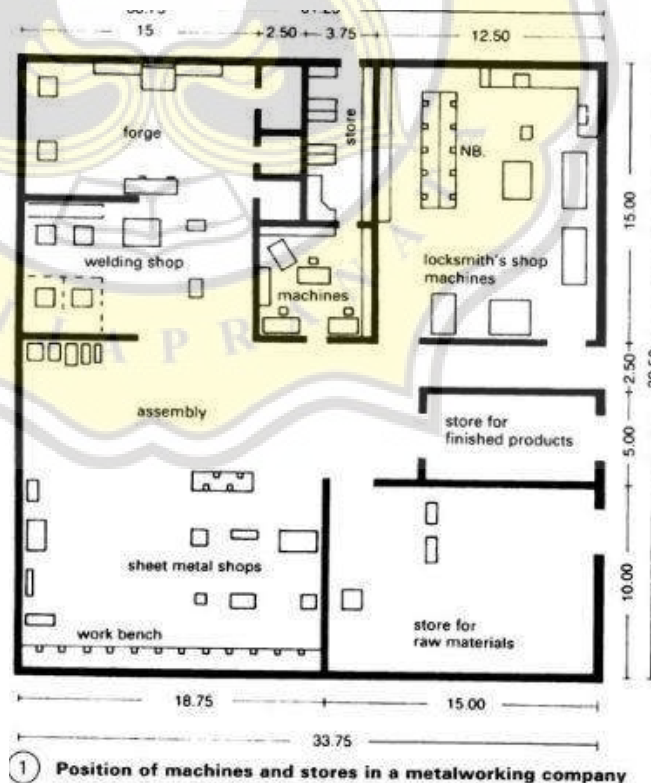 15 2.50 3.75 12.50
forge
store
NB.
15.00
welding shop
locksmith's shop
machines
machines
2.50
assembly
store for
finished products
5.00
sheet metal shops
10.00
work bench
store for
raw materials
18.75 15.00
33.75
1 Position of machines and stores in a metalworking company